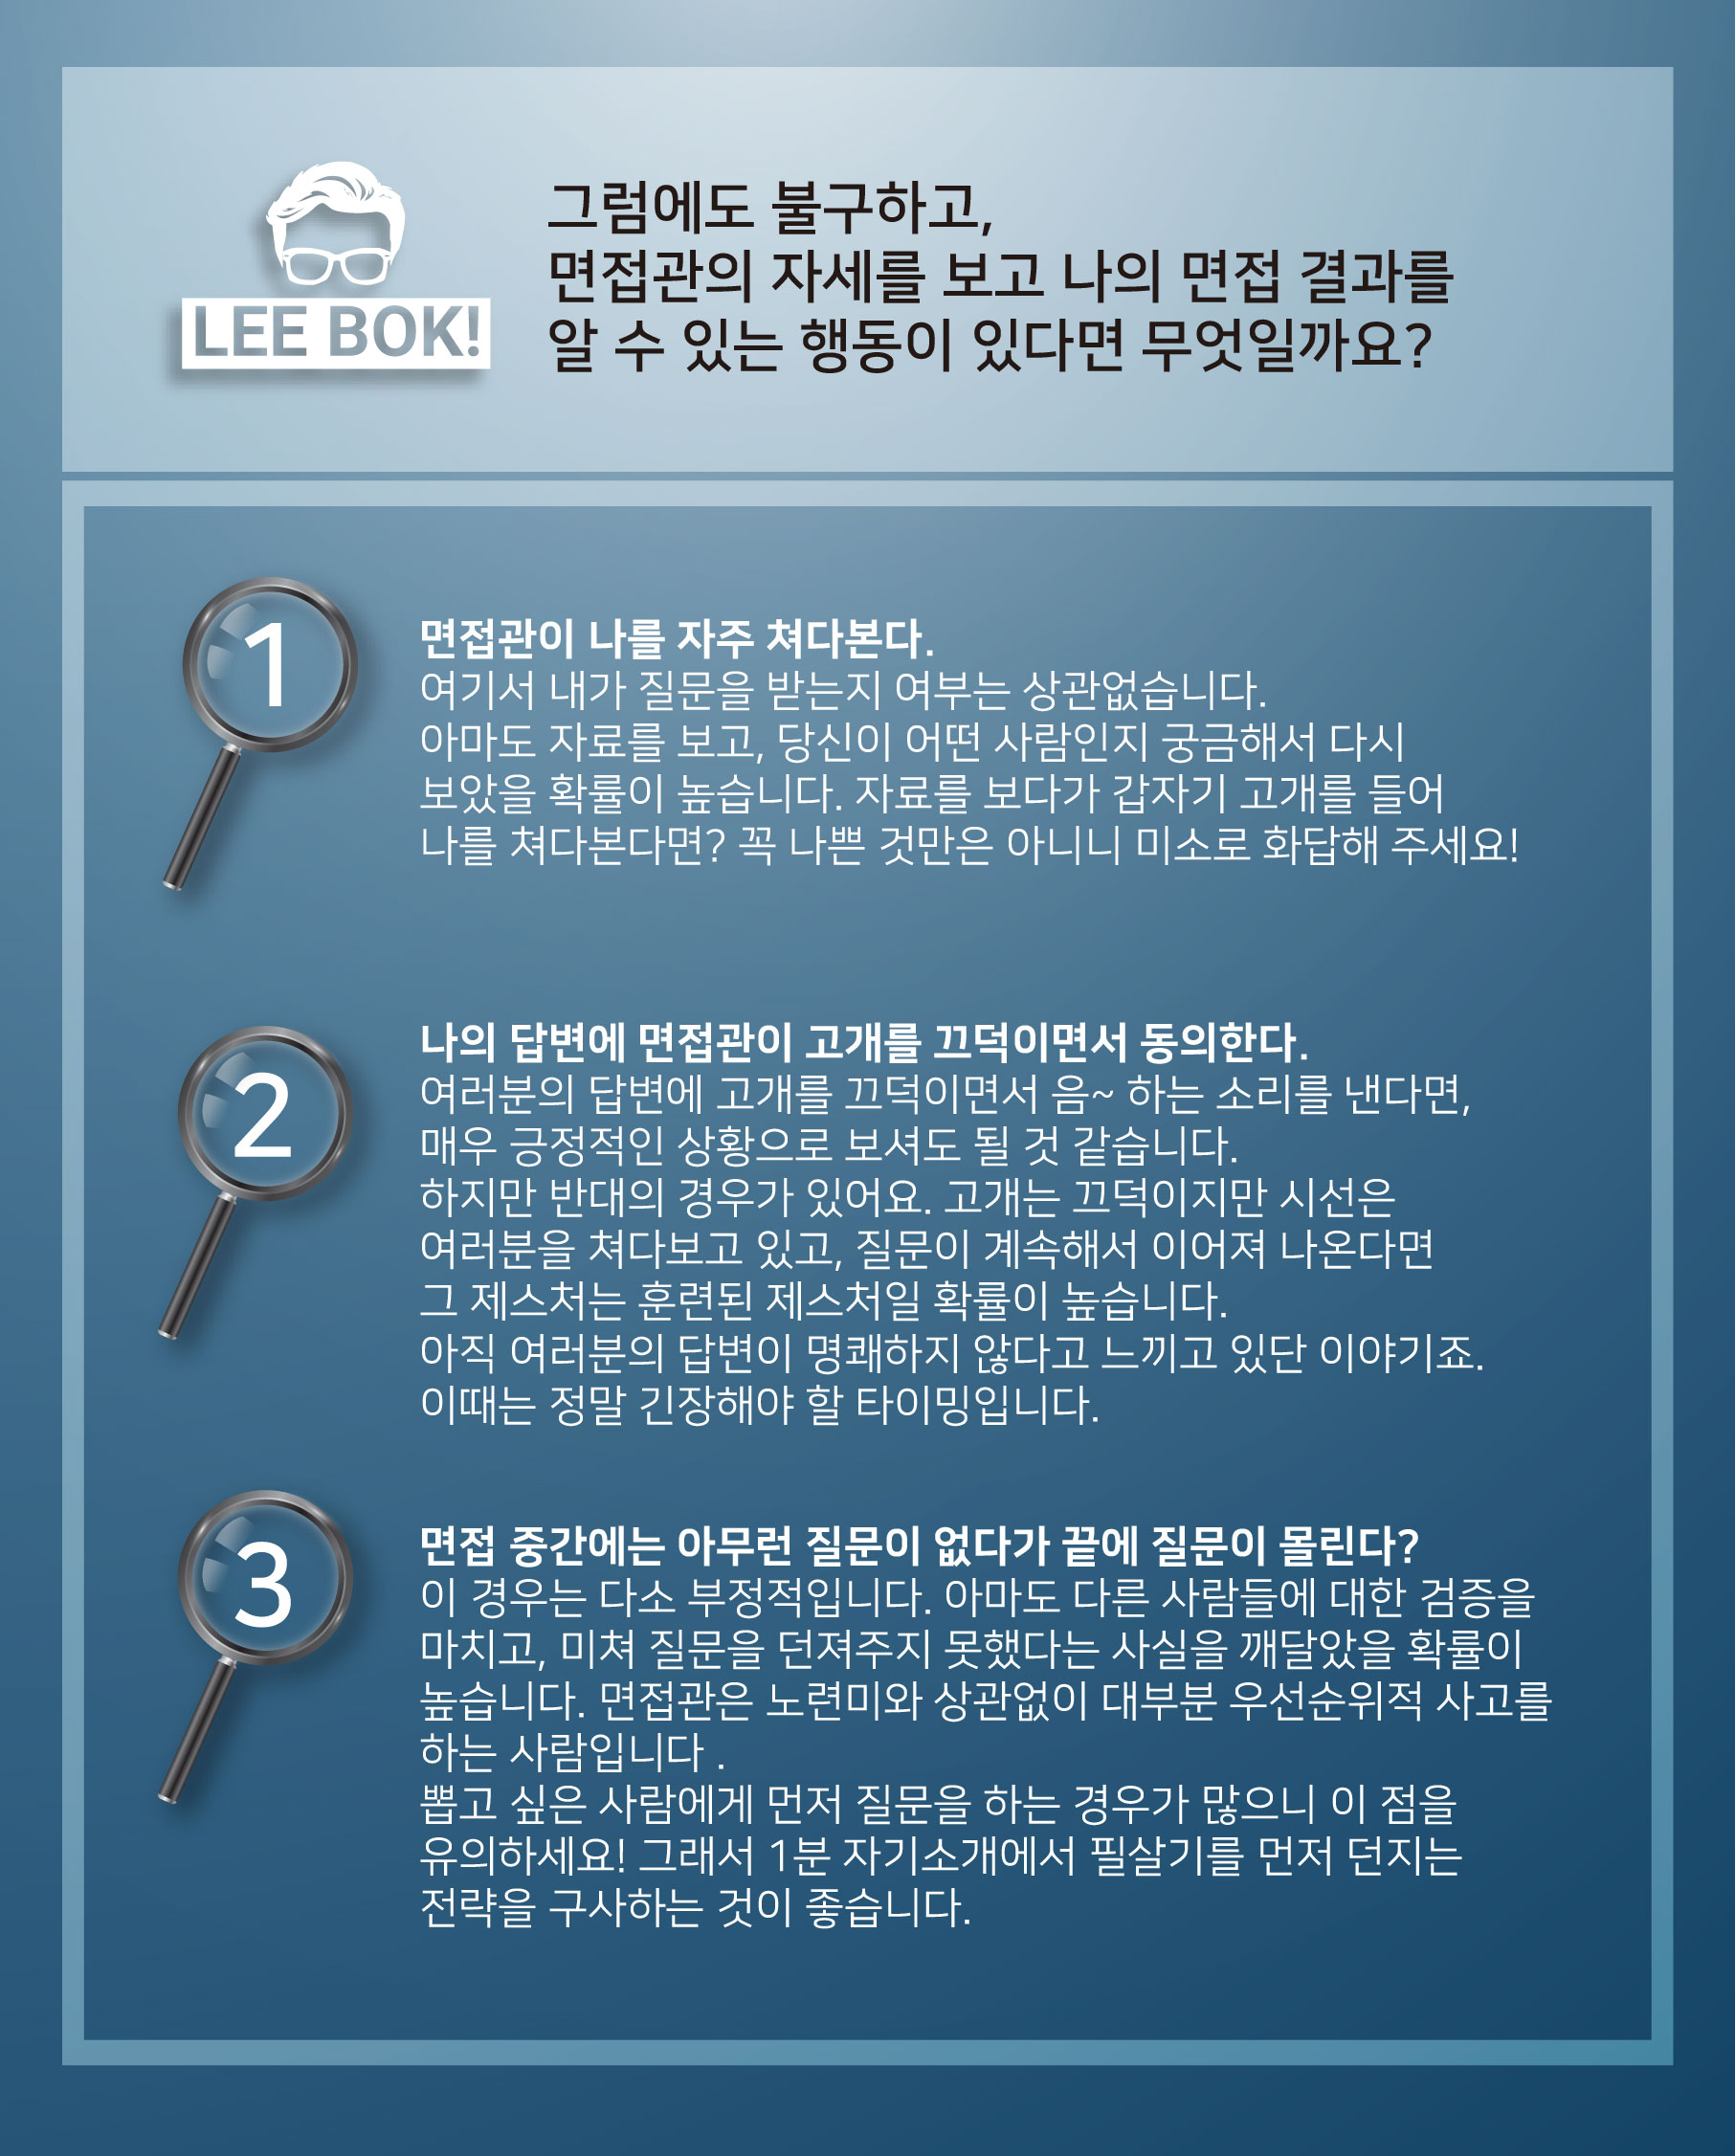 LEE BOK!
그럼에도 불구하고,
면접관의 자세를 보고 나의 면접 결과를
알 수 있는 행동이 있다면 무엇일까요?
1
면접관이 나를 자주 쳐다본다.
여기서 내가 질문을 받는지 여부는 상관없습니다.
아마도 자료를 보고, 당신이 어떤 사람인지 궁금해서 다시
보았을 확률이 높습니다. 자료를 보다가 갑자기 고개를 들어
나를 쳐다본다면? 꼭 나쁜 것만은 아니니 미소로 화답해 주세요!
2
나의 답변에 면접관이 고개를 끄덕이면서 동의한다.
여러분의 답변에 고개를 끄덕이면서 음~ 하는 소리를 낸다면,
매우 긍정적인 상황으로 보셔도 될 것 같습니다.
하지만 반대의 경우가 있어요. 고개는 끄덕이지만 시선은
여러분을 쳐다보고 있고, 질문이 계속해서 이어져 나온다면
그 제스처는 훈련된 제스처일 확률이 높습니다.
아직 여러분의 답변이 명쾌하지 않다고 느끼고 있단 이야기죠.
이때는 정말 긴장해야 할 타이밍입니다.
3
면접 중간에는 아무런 질문이 없다가 끝에 질문이 몰린다?
이 경우는 다소 부정적입니다. 아마도 다른 사람들에 대한 검증을
마치고, 미쳐 질문을 던져주지 못했다는 사실을 깨달았을 확률이
높습니다. 면접관은 노련미와 상관없이 대부분 우선순위적 사고를
하는 사람입니다 .
뽑고 싶은 사람에게 먼저 질문을 하는 경우가 많으니 이 점을
유의하세요! 그래서 1분 자기소개에서 필살기를 먼저 던지는
전략을 구사하는 것이 좋습니다.